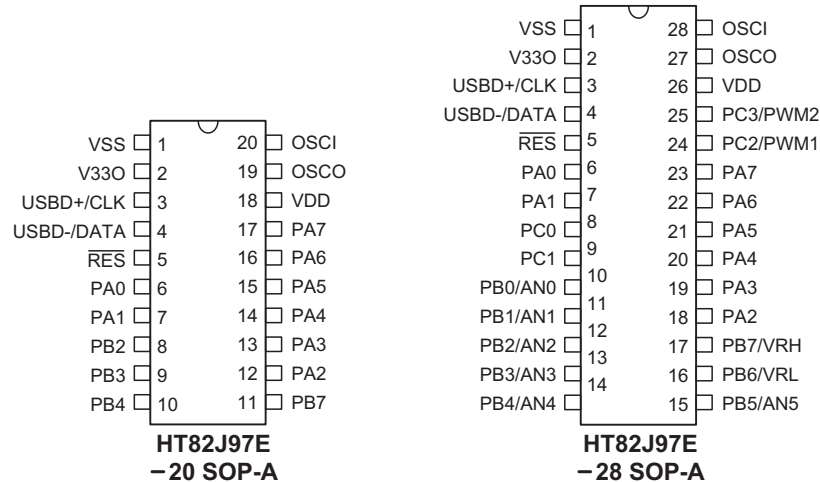 VSS 1 20 OSCI
V33O 2 19 OSCO
USBD+/CLK 3 18 VDD
USBD-/DATA 4 17 PA7
RES 5 16 PA6
PA0 6 15 PA5
PA1 7 14 PA4
PB2 8 13 PA3
PB3 9 12 PA2
PB4 10 11 PB7
HT82J97E
–20 SOP-A
VSS 1 28 OSCI
V33O 2 27 OSCO
USBD+/CLK 3 26 VDD
USBD-/DATA 4 25 PC3/PWM2
RES 5 24 PC2/PWM1
PA0 6 23 PA7
PA1 7 22 PA6
PC0 8 21 PA5
PC1 9 20 PA4
PB0/AN0 10 19 PA3
PB1/AN1 11 18 PA2
PB2/AN2 12 17 PB7/VRH
PB3/AN3 13 16 PB6/VRL
PB4/AN4 14 15 PB5/AN5
HT82J97E
–28 SOP-A